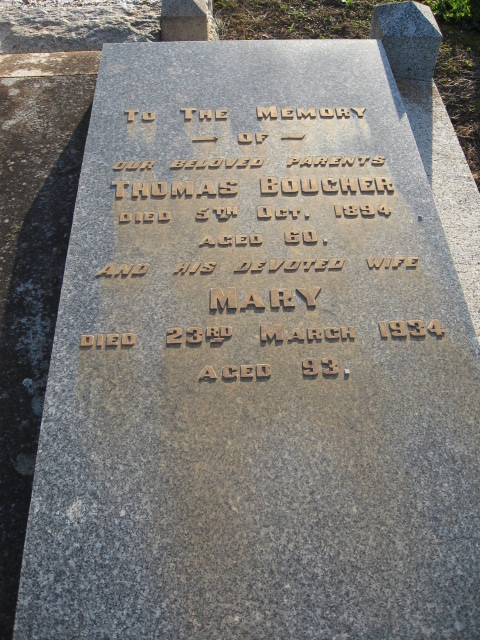 To The Memory
— OF —
OUR BELOVED PARENTS
THOMAS BOUCHER
DIED 5TH OCT. 1894
AGED 60.
AND HIS DEVOTED WIFE
MARY
DIED 23RD MARCH 1934
AGED 93.